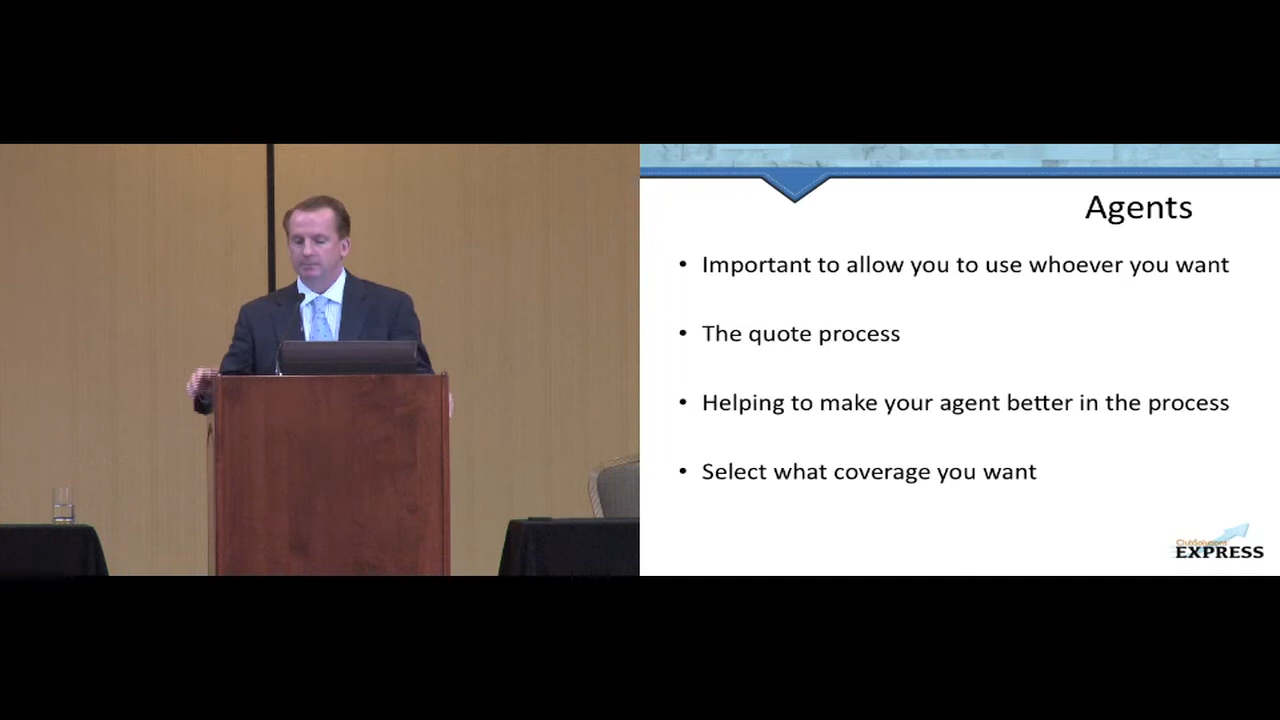 Agents
• Important to allow you to use whoever you want
• The quote process
• Helping to make your agent better in the process
• Select what coverage you want
ClubSolutions
EXPRESS